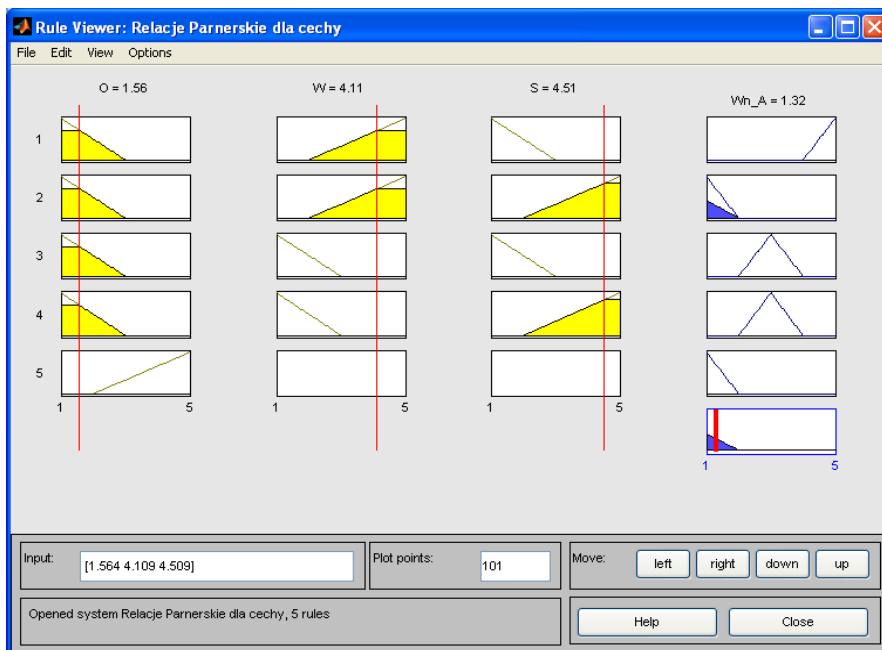 Rule Viewer: Relacje Parnerskie dla cechy
File Edit View Options
O = 1.56 W = 4.11 S = 4.51 Wn_A = 1.32
1
2
3
4
5
1 5 1 5 1 5
1 5
Input: [1.564 4.109 4.509] Plot points: 101 Move: left right down up
Opened system Relacje Parnerskie dla cechy, 5 rules Help Close